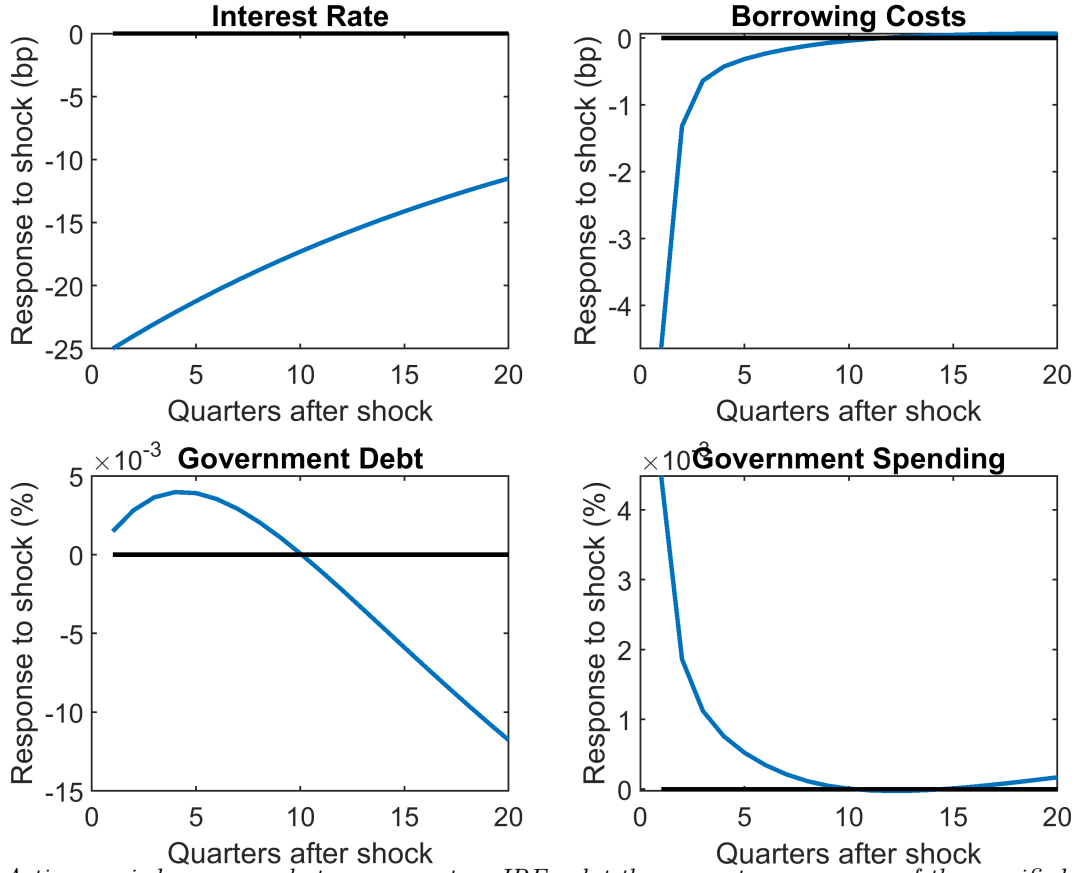 Interest Rate
0
-5
-10
-15
-20
-25
Response to shock (bp)
0 5 10 15 20
Quarters after shock
Borrowing Costs
0
-1
-2
-3
-4
Response to shock (bp)
0 5 10 15 20
Quarters after shock
×10-3 Government Debt
5
0
-5
-10
-15
Response to shock (%)
0 5 10 15 20
Quarters after shock
×10-3 Government Spending
4
3
2
1
0
Response to shock (%)
0 5 10 15 20
Quarters after shock